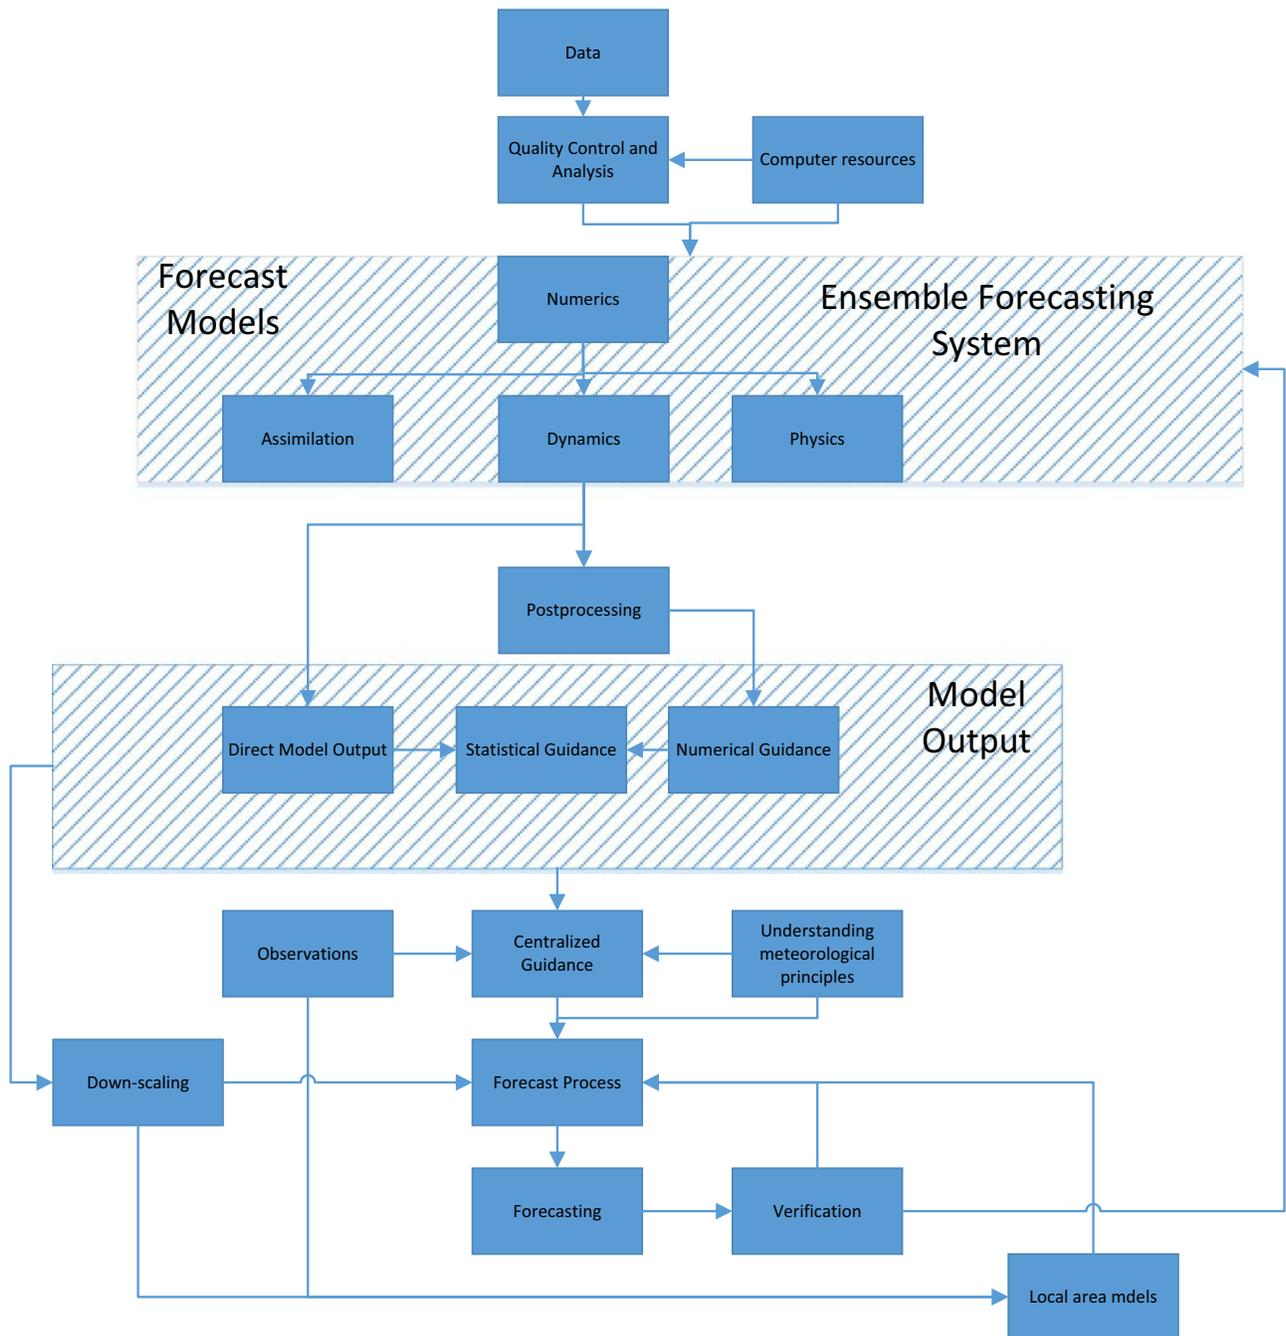 Data
Quality Control and
Analysis
Computer resources
Forecast
Models
Numerics
Ensemble Forecasting
System
Assimilation
Dynamics
Physics
Postprocessing
Model
Output
Direct Model Output
Statistical Guidance
Numerical Guidance
Observations
Centralized
Guidance
Understanding
meteorological
principles
Down-scaling
Forecast Process
Forecasting
Verification
Local area mdels